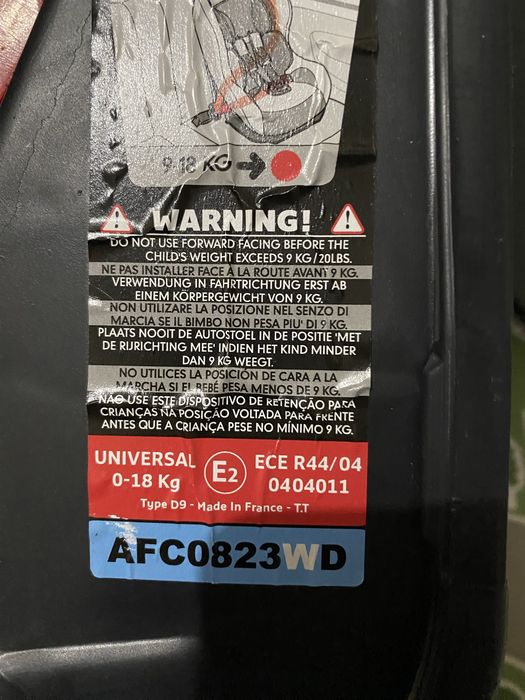 9-18 KG
WARNING!
DO NOT USE FORWARD FACING BEFORE THE
CHILD'S WEIGHT EXCEEDS 9 KG/20LBS.
NE PAS INSTALLER FACE À LA ROUTE AVANT 9 KG.
VERWENDUNG IN FAHRTRICHTUNG ERST AB
EINEM KÖRPERGEWICHT VON 9 KG.
NON UTILIZARE LA POSIZIONE NEL SENZO DI
MARCIA SE IL BIMBO NON PESA PIU' DI 9 KG.
PLAATS NOOIT DE AUTOSTOEL IN DE POSITIE 'MET
DE RIJRICHTING MEE' INDIEN HET KIND MINDER
DAN 9 KG WEEGT.
NO UTILICES LA POSICIÓN DE CARA A LA
MARCHA SI EL BEBÉ PESA MENOS DE 9 KG.
NÃO USE ESTE DISPOSITIVO DE RETENÇÃO PARA
CRIANÇAS NA POSIÇÃO VOLTADA PARA FRENTE
ANTES QUE A CRIANÇA PESE NO MÍNIMO 9 KG.
UNIVERSAL E2 ECE R44/04
0-18 Kg 0404011
Type D9 - Made In France - T.T
AFC0823WD